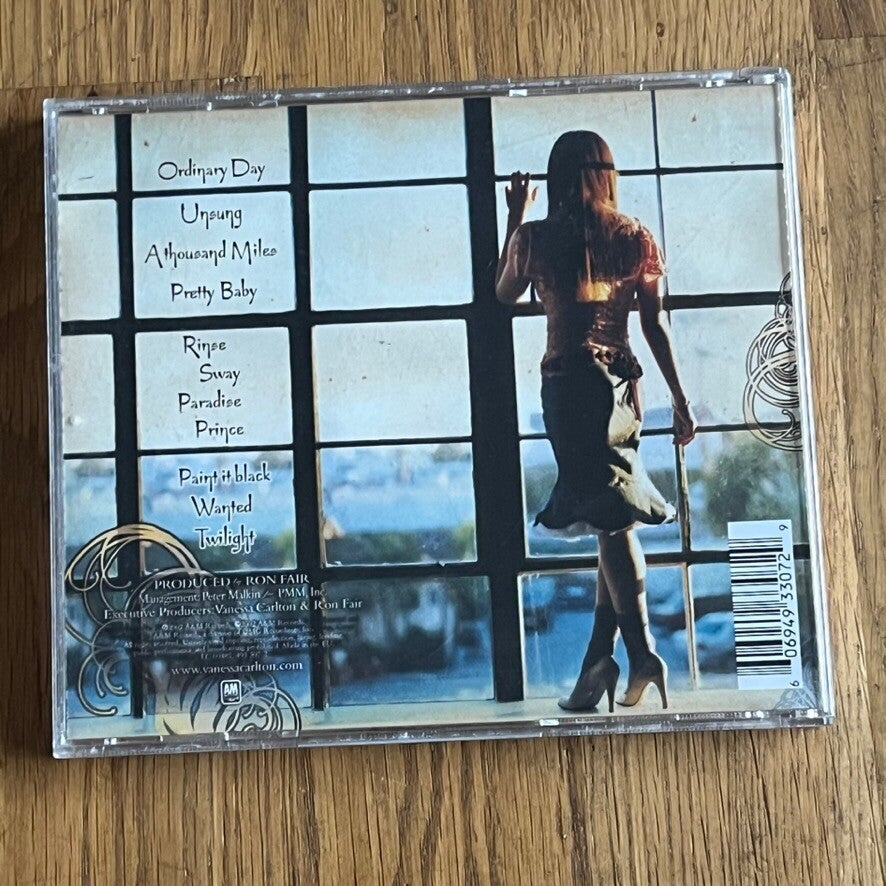 Ordinary Day
Unsung
A thousand Miles
Pretty Baby
Rinse
Sway
Paradise
Prince
Paint it black
Wanted
Twilight
PRODUCED by RON FAIR
Management: Peter Malkin PMM, Inc.
Executive Producers: Vanessa Carlton & Ron Fair
www.vanessacarlton.com
A&M
6 06949 33072 9